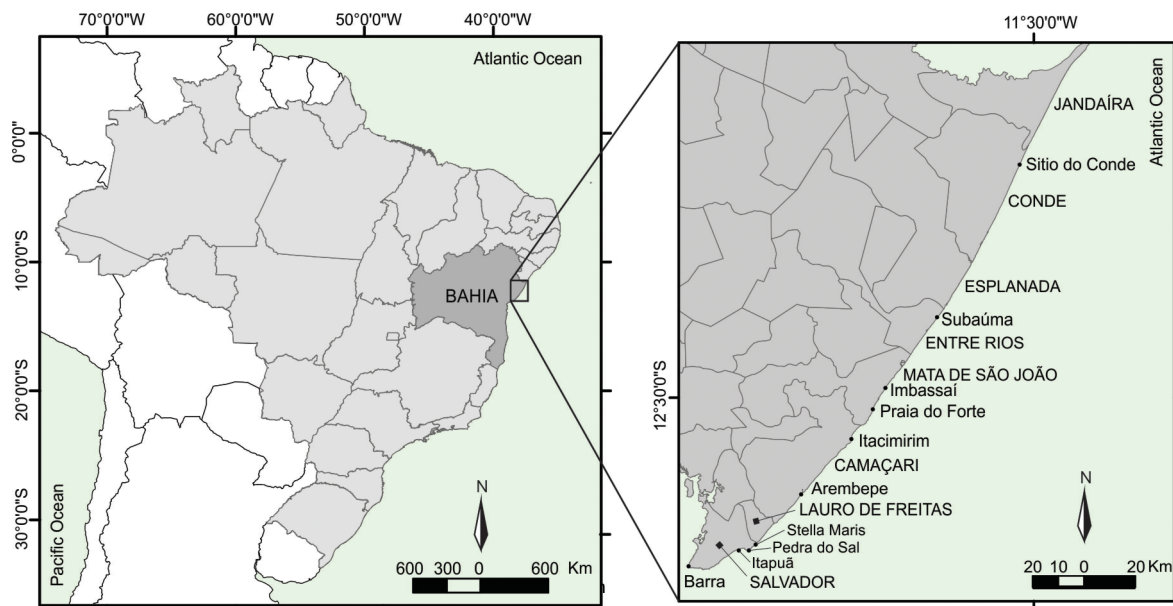 70°0'0"W
60°0'0"W
50°0'0"W
40°0'0"W
0°0'0"
10°0'0"S
20°0'0"S
30°0'0"S
Atlantic Ocean
BAHIA
Pacific Ocean
N
600 300 0 600 Km
11°30'0"W
12°30'0"S
JANDAÍRA
Atlantic Ocean
Sitio do Conde
CONDE
ESPLANADA
Subaúma
ENTRE RIOS
MATA DE SÃO JOÃO
Imbassaí
Praia do Forte
Itacimirim
CAMAÇARI
Arembepe
LAURO DE FREITAS
Stella Maris
Pedra do Sal
Itapuã
Barra
SALVADOR
N
20 10 0 20 Km